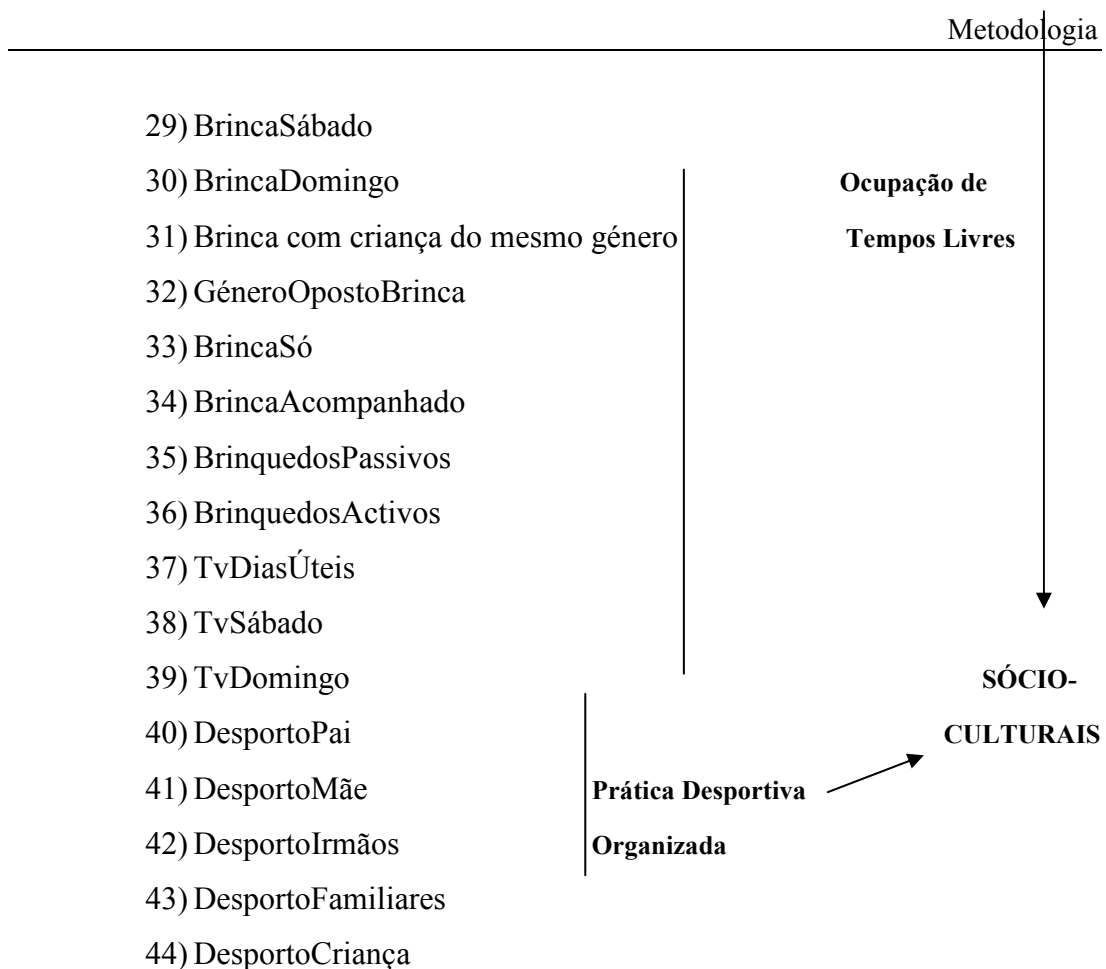 Metodologia
29) BrincaSábado
30) BrincaDomingo Ocupação de
31) Brinca com criança do mesmo género Tempos Livres
32) GéneroOpostoBrinca
33) BrincaSó
34) BrincaAcompanhado
35) BrinquedosPassivos
36) BrinquedosActivos
37) TvDiasÚteis
38) TvSábado
39) TvDomingo SÓCIO-
40) DesportoPai CULTURAIS
41) DesportoMãe Prática Desportiva
42) DesportoIrmãos Organizada
43) DesportoFamiliares
44) DesportoCriança